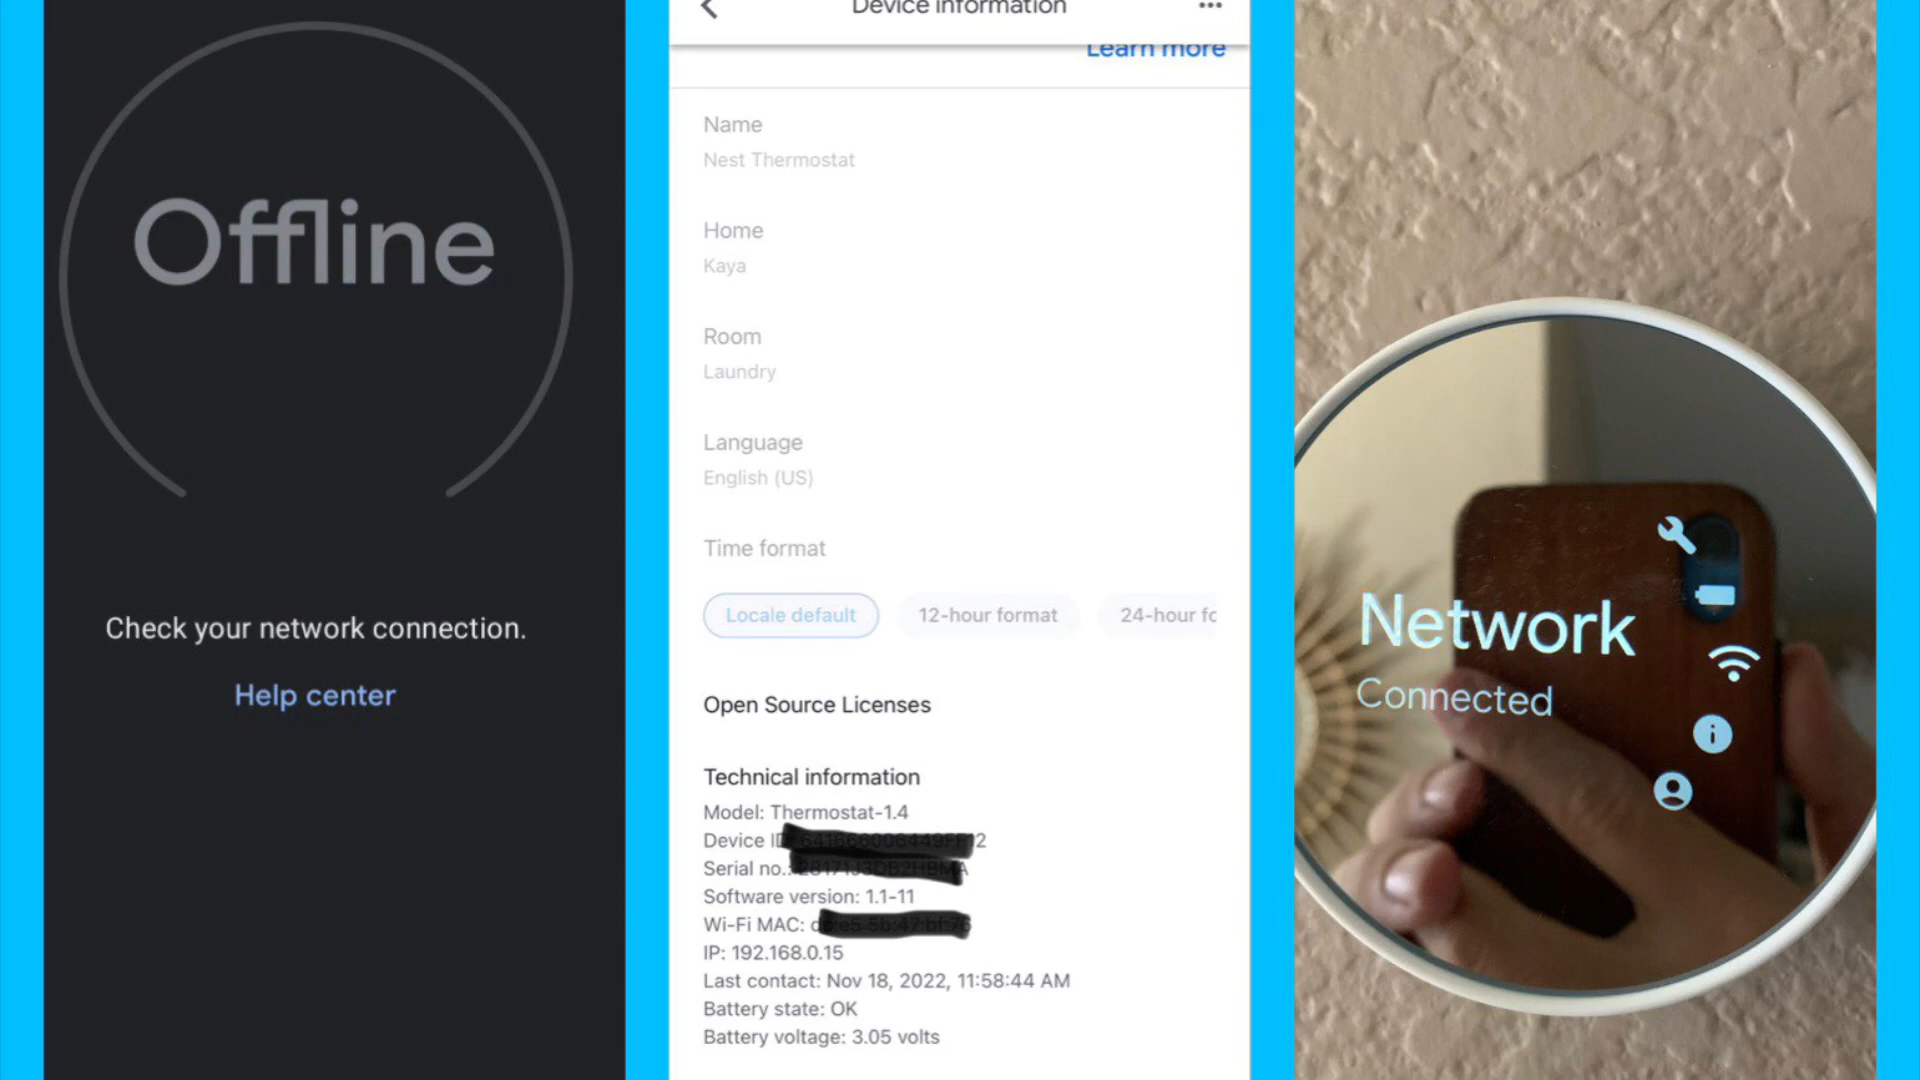 Offline
Check your network connection.
Help center
Device information
Learn more
Name
Nest Thermostat
Home
Kaya
Room
Laundry
Language
English (US)
Time format
Locale default 12-hour format 24-hour fo
Open Source Licenses
Technical information
Model: Thermostat-1.4
Device ID:
Serial no.:
Software version: 1.1-11
Wi-Fi MAC:
IP: 192.168.0.15
Last contact: Nov 18, 2022, 11:58:44 AM
Battery state: OK
Battery voltage: 3.05 volts
Network
Connected